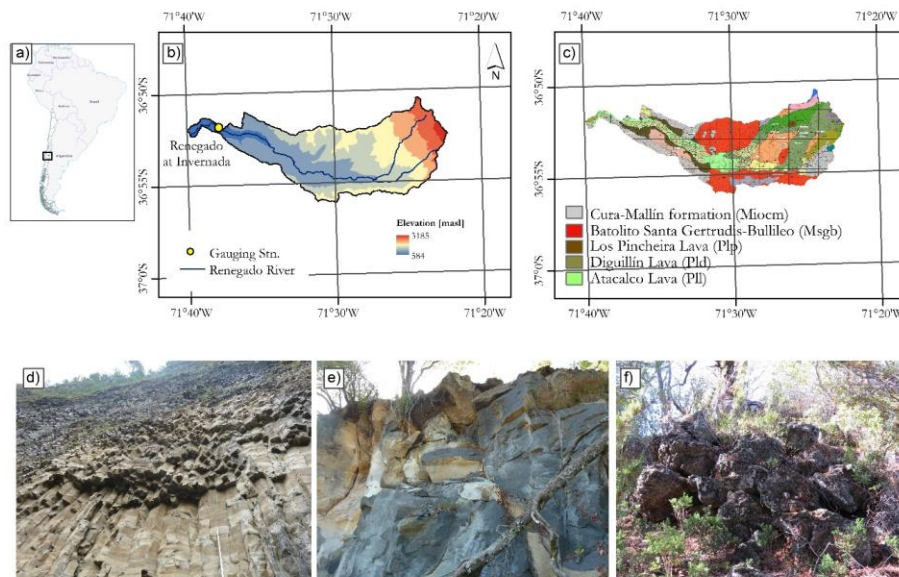 a)
b)
36°50'S
36°55'S
37°0'S
71°40'W
71°30'W
71°20'W
N
Renegado
at Invernada
Elevation [masl]
3185
584
Gauging Stn.
Renegado River
71°40'W
71°30'W
71°20'W
c)
71°40'W
71°30'W
71°20'W
36°50'S
36°55'S
37°0'S
Cura-Mallín formation (Miocm)
Batolito Santa Gertrudis-Bullileo (Msgb)
Los Pincheira Lava (Plp)
Diguillín Lava (Pld)
Atacalco Lava (Pll)
71°40'W
71°30'W
71°20'W
d)
e)
f)